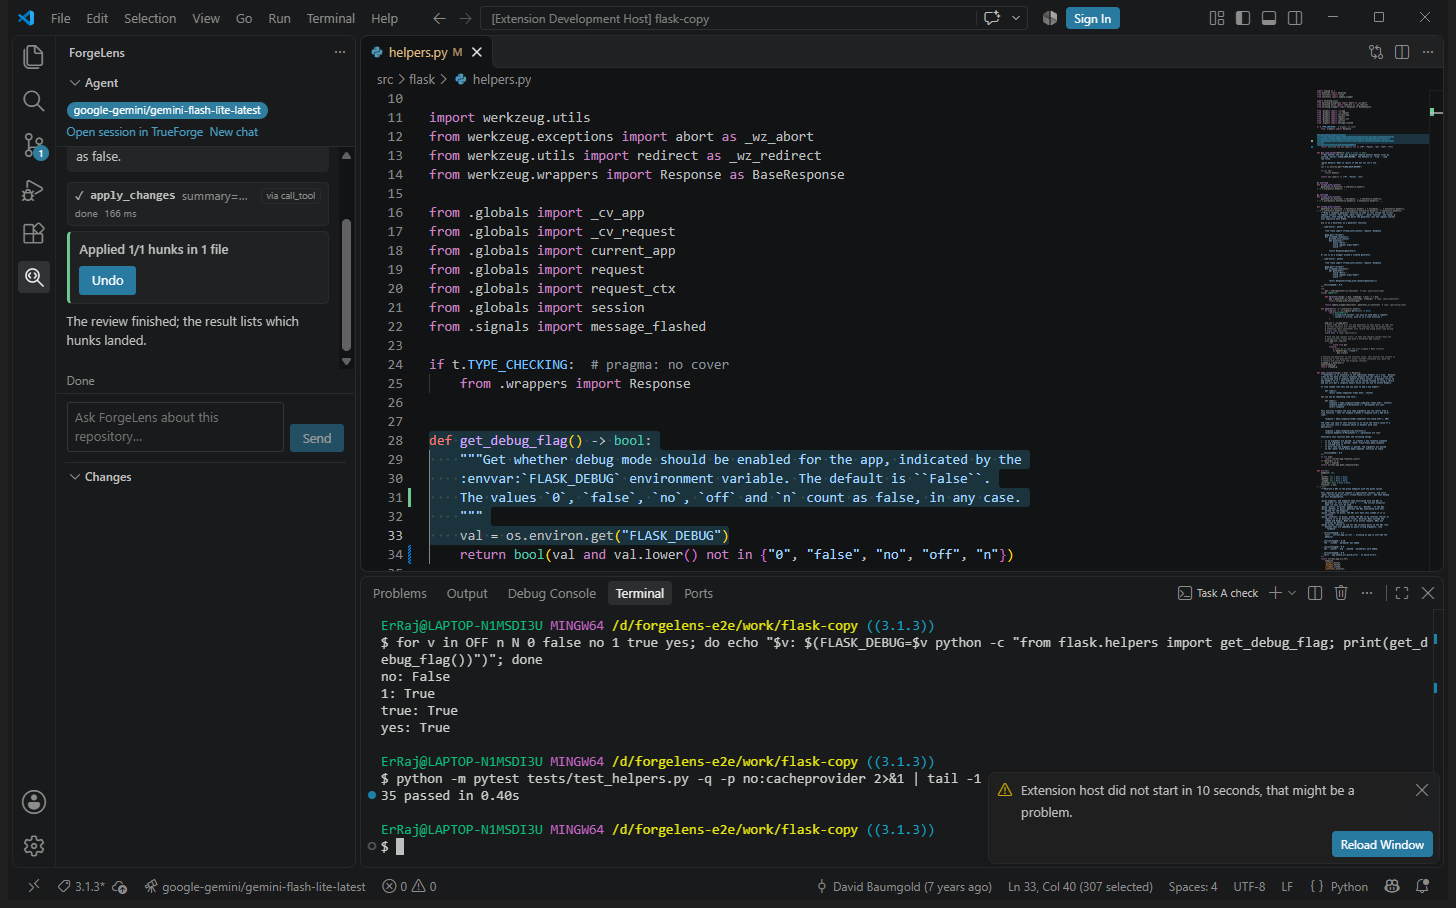 File Edit Selection View Go Run Terminal Help
[Extension Development Host] flask-copy
Sign In
ForgeLens
Agent
google-gemini/gemini-flash-lite-latest
Open session in TrueForge New chat
as false.
✓ apply_changes summary=... via call_tool
done 166 ms
Applied 1/1 hunks in 1 file
Undo
The review finished; the result lists which
hunks landed.
Done
Ask ForgeLens about this
repository...
Send
Changes
1
helpers.py M
src > flask > helpers.py
10
11 import werkzeug.utils
12 from werkzeug.exceptions import abort as _wz_abort
13 from werkzeug.utils import redirect as _wz_redirect
14 from werkzeug.wrappers import Response as BaseResponse
15
16 from .globals import _cv_app
17 from .globals import _cv_request
18 from .globals import current_app
19 from .globals import request
20 from .globals import request_ctx
21 from .globals import session
22 from .signals import message_flashed
23
24 if t.TYPE_CHECKING:  # pragma: no cover
25     from .wrappers import Response
26
27
28 def get_debug_flag() -> bool:
29     """Get whether debug mode should be enabled for the app, indicated by the
30     :envvar:`FLASK_DEBUG` environment variable. The default is ``False``.
31     The values `0`, `false`, `no`, `off` and `n` count as false, in any case.
32     """
33     val = os.environ.get("FLASK_DEBUG")
34     return bool(val and val.lower() not in {"0", "false", "no", "off", "n"})
Problems Output Debug Console Terminal Ports
Task A check
ErRaj@LAPTOP-N1MSDI3U MINGW64 /d/forgelens-e2e/work/flask-copy ((3.1.3))
$ for v in OFF n N 0 false no 1 true yes; do echo "$v: $(FLASK_DEBUG=$v python -c "from flask.helpers import get_debug_flag; print(get_d
ebug_flag())")"; done
no: False
1: True
true: True
yes: True
ErRaj@LAPTOP-N1MSDI3U MINGW64 /d/forgelens-e2e/work/flask-copy ((3.1.3))
$ python -m pytest tests/test_helpers.py -q -p no:cacheprovider 2>&1 | tail -1
35 passed in 0.40s
ErRaj@LAPTOP-N1MSDI3U MINGW64 /d/forgelens-e2e/work/flask-copy ((3.1.3))
$
Extension host did not start in 10 seconds, that might be a
problem.
Reload Window
3.1.3* google-gemini/gemini-flash-lite-latest 0 0
David Baumgold (7 years ago) Ln 33, Col 40 (307 selected) Spaces: 4 UTF-8 LF { } Python